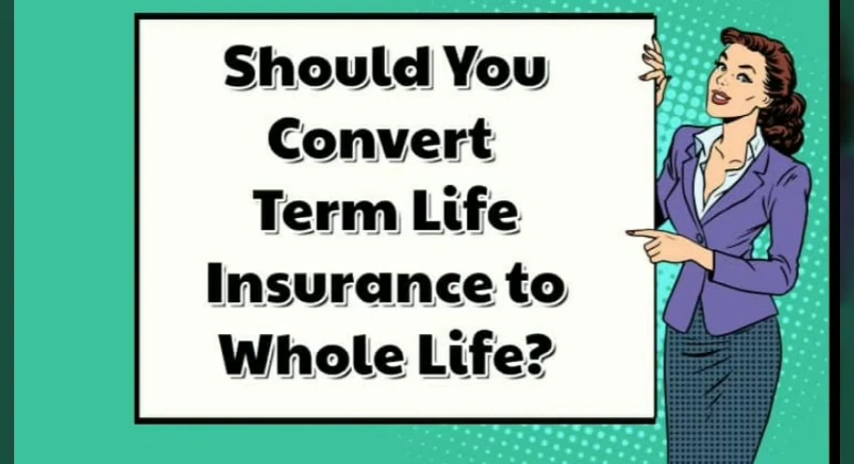 Should You
Convert
Term Life
Insurance to
Whole Life?